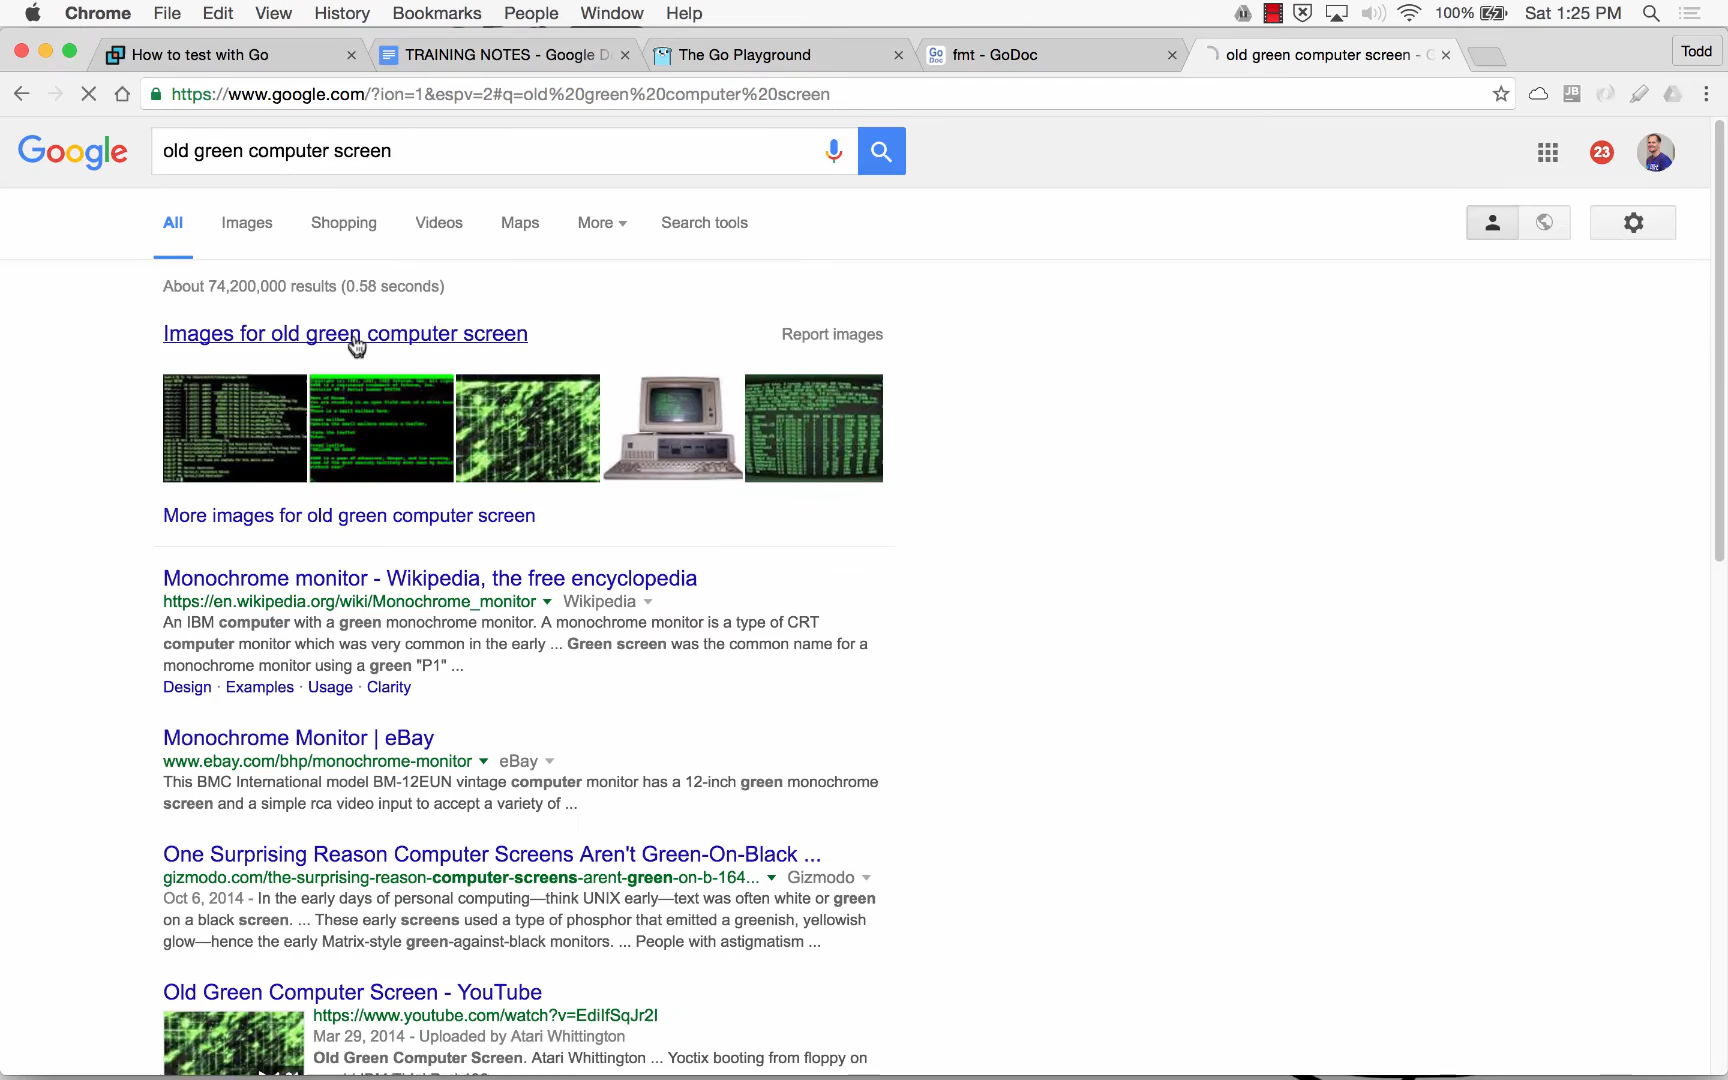 Chrome File Edit View History Bookmarks People Window Help 100% Sat 1:25 PM
How to test with Go TRAINING NOTES - Google D The Go Playground fmt - GoDoc old green computer screen - G Todd
https://www.google.com/?ion=1&espv=2#q=old%20green%20computer%20screen
Google old green computer screen 23
All Images Shopping Videos Maps More Search tools
About 74,200,000 results (0.58 seconds)
Images for old green computer screen Report images
More images for old green computer screen
Monochrome monitor - Wikipedia, the free encyclopedia
https://en.wikipedia.org/wiki/Monochrome_monitor Wikipedia
An IBM computer with a green monochrome monitor. A monochrome monitor is a type of CRT
computer monitor which was very common in the early ... Green screen was the common name for a
monochrome monitor using a green "P1" ...
Design · Examples · Usage · Clarity
Monochrome Monitor | eBay
www.ebay.com/bhp/monochrome-monitor eBay
This BMC International model BM-12EUN vintage computer monitor has a 12-inch green monochrome
screen and a simple rca video input to accept a variety of ...
One Surprising Reason Computer Screens Aren't Green-On-Black ...
gizmodo.com/the-surprising-reason-computer-screens-arent-green-on-b-164... Gizmodo
Oct 6, 2014 - In the early days of personal computing—think UNIX early—text was often white or green
on a black screen. ... These early screens used a type of phosphor that emitted a greenish, yellowish
glow—hence the early Matrix-style green-against-black monitors. ... People with astigmatism ...
Old Green Computer Screen - YouTube
https://www.youtube.com/watch?v=EdiIfSqJr2I
Mar 29, 2014 - Uploaded by Atari Whittington
Old Green Computer Screen. Atari Whittington ... Yoctix booting from floppy on